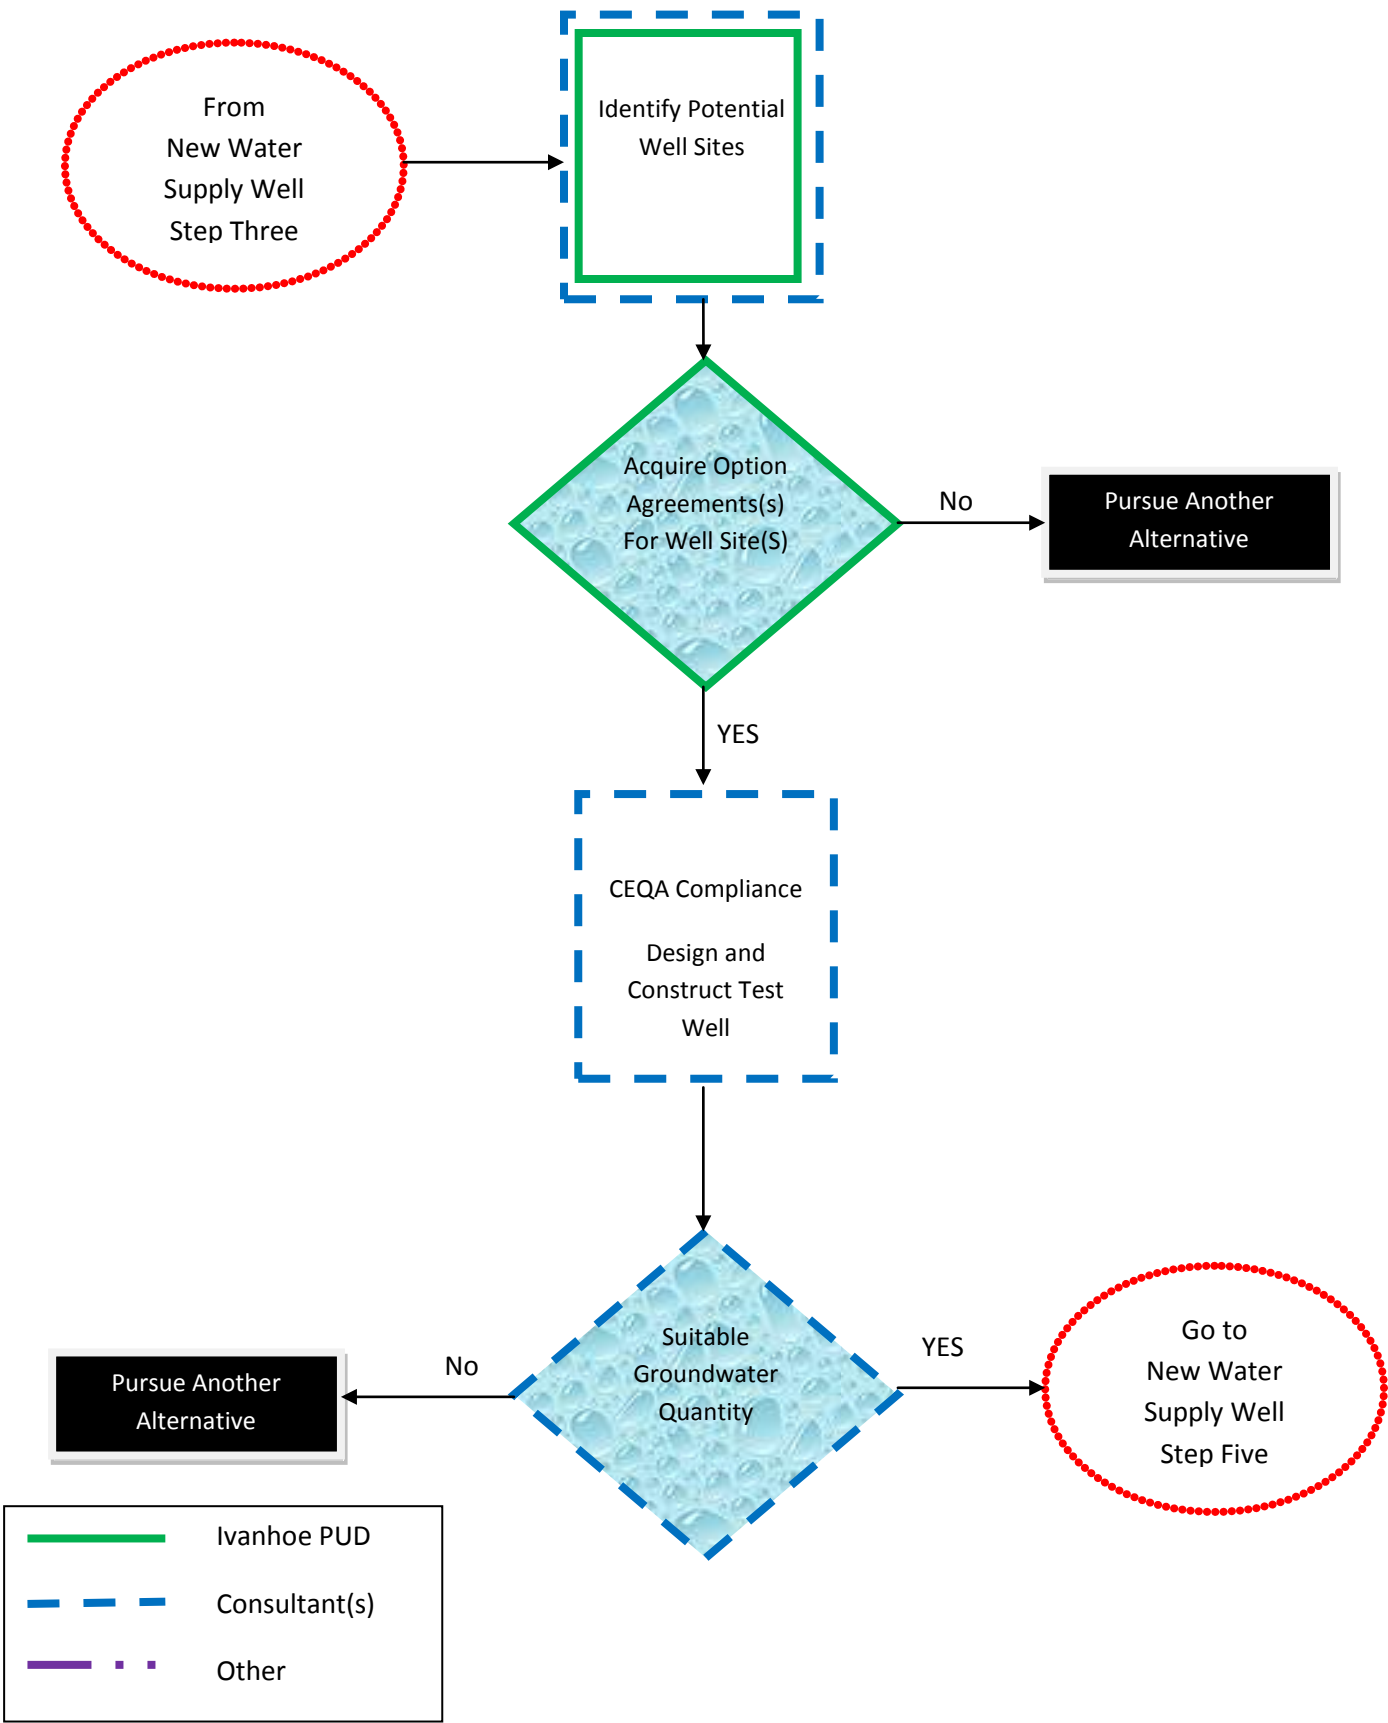 From
New Water
Supply Well
Step Three
Identify Potential
Well Sites
Acquire Option
Agreements(s)
For Well Site(S)
No
Pursue Another
Alternative
YES
CEQA Compliance
Design and
Construct Test
Well
Suitable
Groundwater
Quantity
No
Pursue Another
Alternative
YES
Go to
New Water
Supply Well
Step Five
Ivanhoe PUD
Consultant(s)
Other